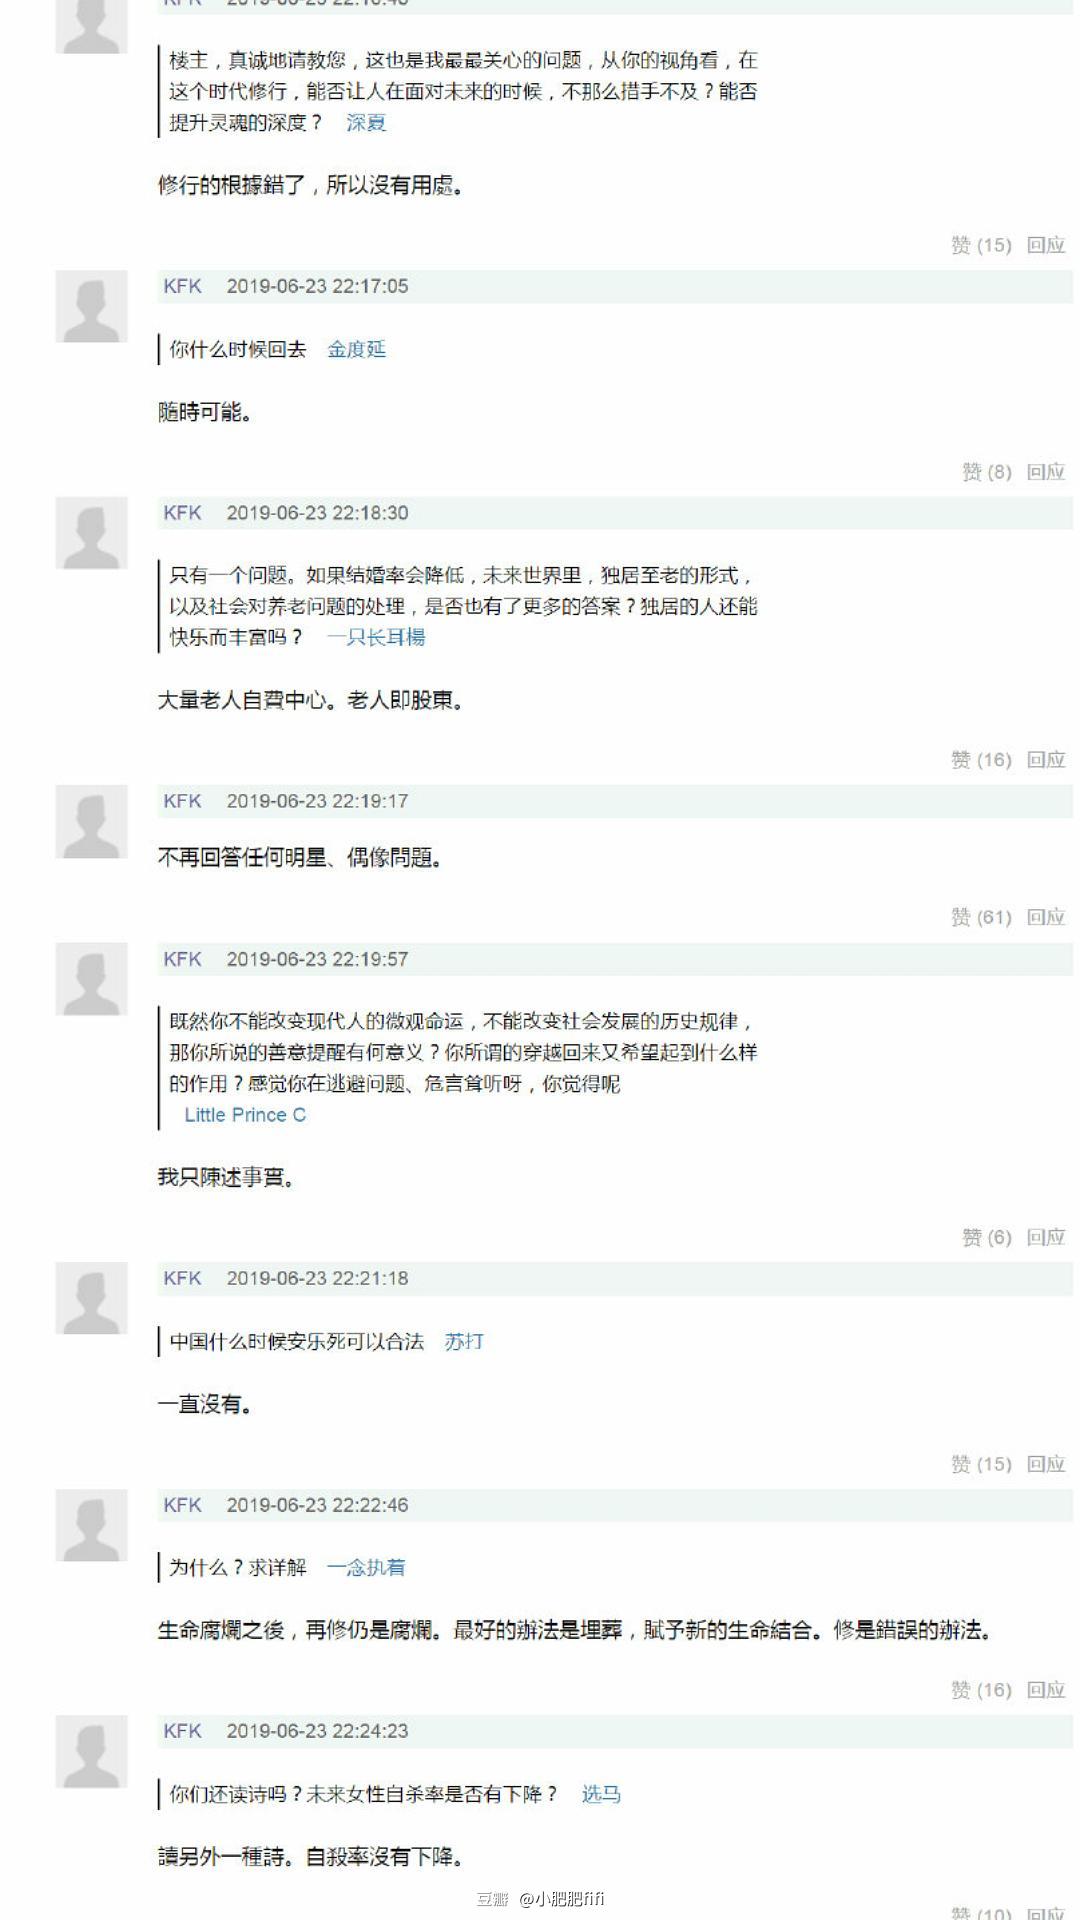 楼主，真诚地请教您，这也是我最最关心的问题，从你的视角看，在
这个时代修行，能否让人在面对未来的时候，不那么措手不及？能否
提升灵魂的深度？ 深夏
修行的根據錯了，所以沒有用處。
赞 (15) 回应
KFK 2019-06-23 22:17:05
你什么时候回去 金度延
隨時可能。
赞 (8) 回应
KFK 2019-06-23 22:18:30
只有一个问题。如果结婚率会降低，未来世界里，独居至老的形式，
以及社会对养老问题的处理，是否也有了更多的答案？独居的人还能
快乐而丰富吗？ 一只长耳楊
大量老人自費中心。老人即股東。
赞 (16) 回应
KFK 2019-06-23 22:19:17
不再回答任何明星、偶像問題。
赞 (61) 回应
KFK 2019-06-23 22:19:57
既然你不能改变现代人的微观命运，不能改变社会发展的历史规律，
那你所说的善意提醒有何意义？你所谓的穿越回来又希望起到什么样
的作用？感觉你在逃避问题、危言耸听呀，你觉得呢
Little Prince C
我只陳述事實。
赞 (6) 回应
KFK 2019-06-23 22:21:18
中国什么时候安乐死可以合法 苏打
一直沒有。
赞 (15) 回应
KFK 2019-06-23 22:22:46
为什么？求详解 一念执着
生命腐爛之後，再修仍是腐爛。最好的辦法是埋葬，賦予新的生命結合。修是錯誤的辦法。
赞 (16) 回应
KFK 2019-06-23 22:24:23
你们还读诗吗？未来女性自杀率是否有下降？ 选马
讀另外一種詩。自殺率沒有下降。
豆瓣 @小肥肥fifi
赞 (10) 回应